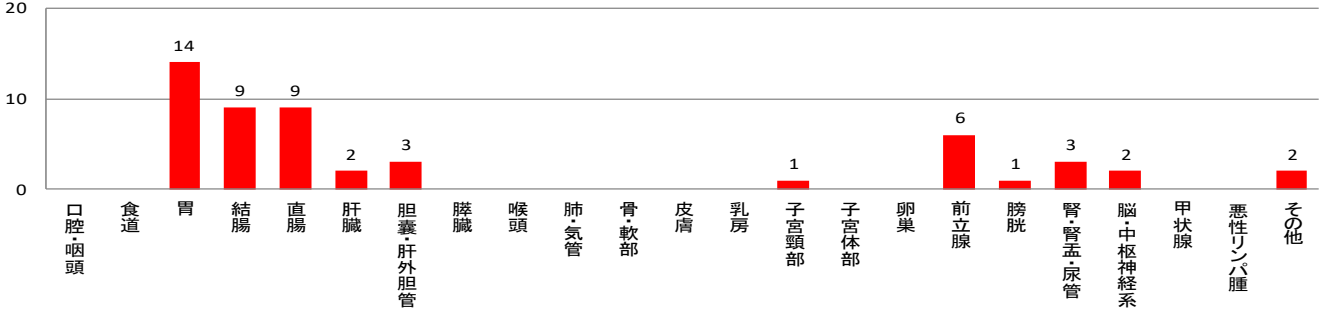 20
10
0
14
9
9
2
3
1
6
1
3
2
2
口腔・咽頭
食道
胃
結腸
直腸
肝臓
胆嚢・肝外胆管
膵臓
喉頭
肺・気管
骨・軟部
皮膚
乳房
子宮頸部
子宮体部
卵巣
前立腺
膀胱
腎・腎盂・尿管
脳・中枢神経系
甲状腺
悪性リンパ腫
その他